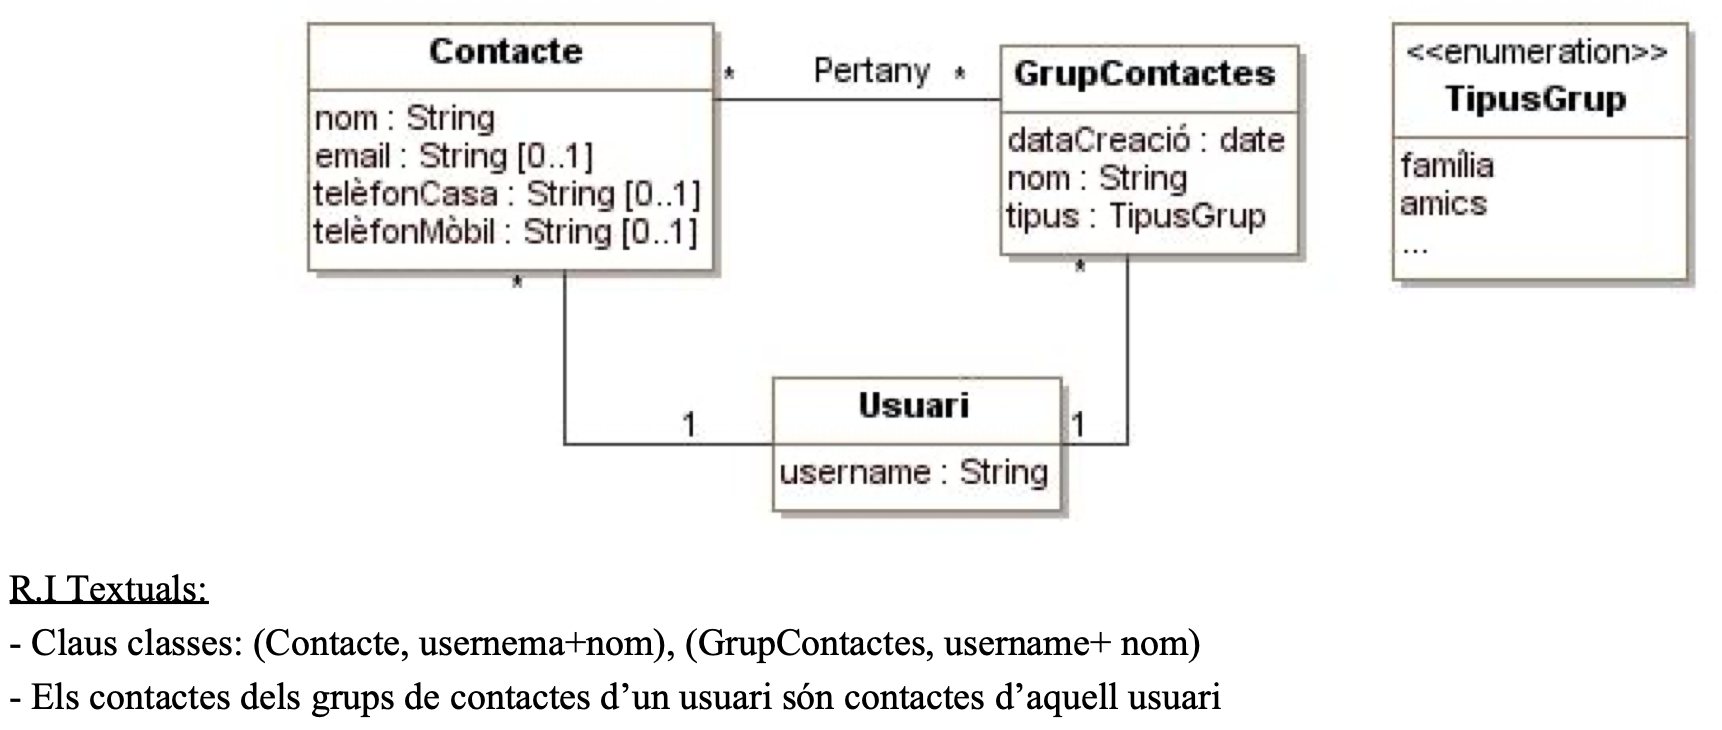 Contacte
nom : String
email : String [0..1]
telèfonCasa : String [0..1]
telèfonMòbil : String [0..1]
*
Pertany
*
GrupContactes
dataCreació : date
nom : String
tipus : TipusGrup
<<enumeration>>
TipusGrup
família
amics
...
*
*
1
Usuari
1
username : String
R.I Textuals:
- Claus classes: (Contacte, usernema+nom), (GrupContactes, username+ nom)
- Els contactes dels grups de contactes d’un usuari són contactes d’aquell usuari